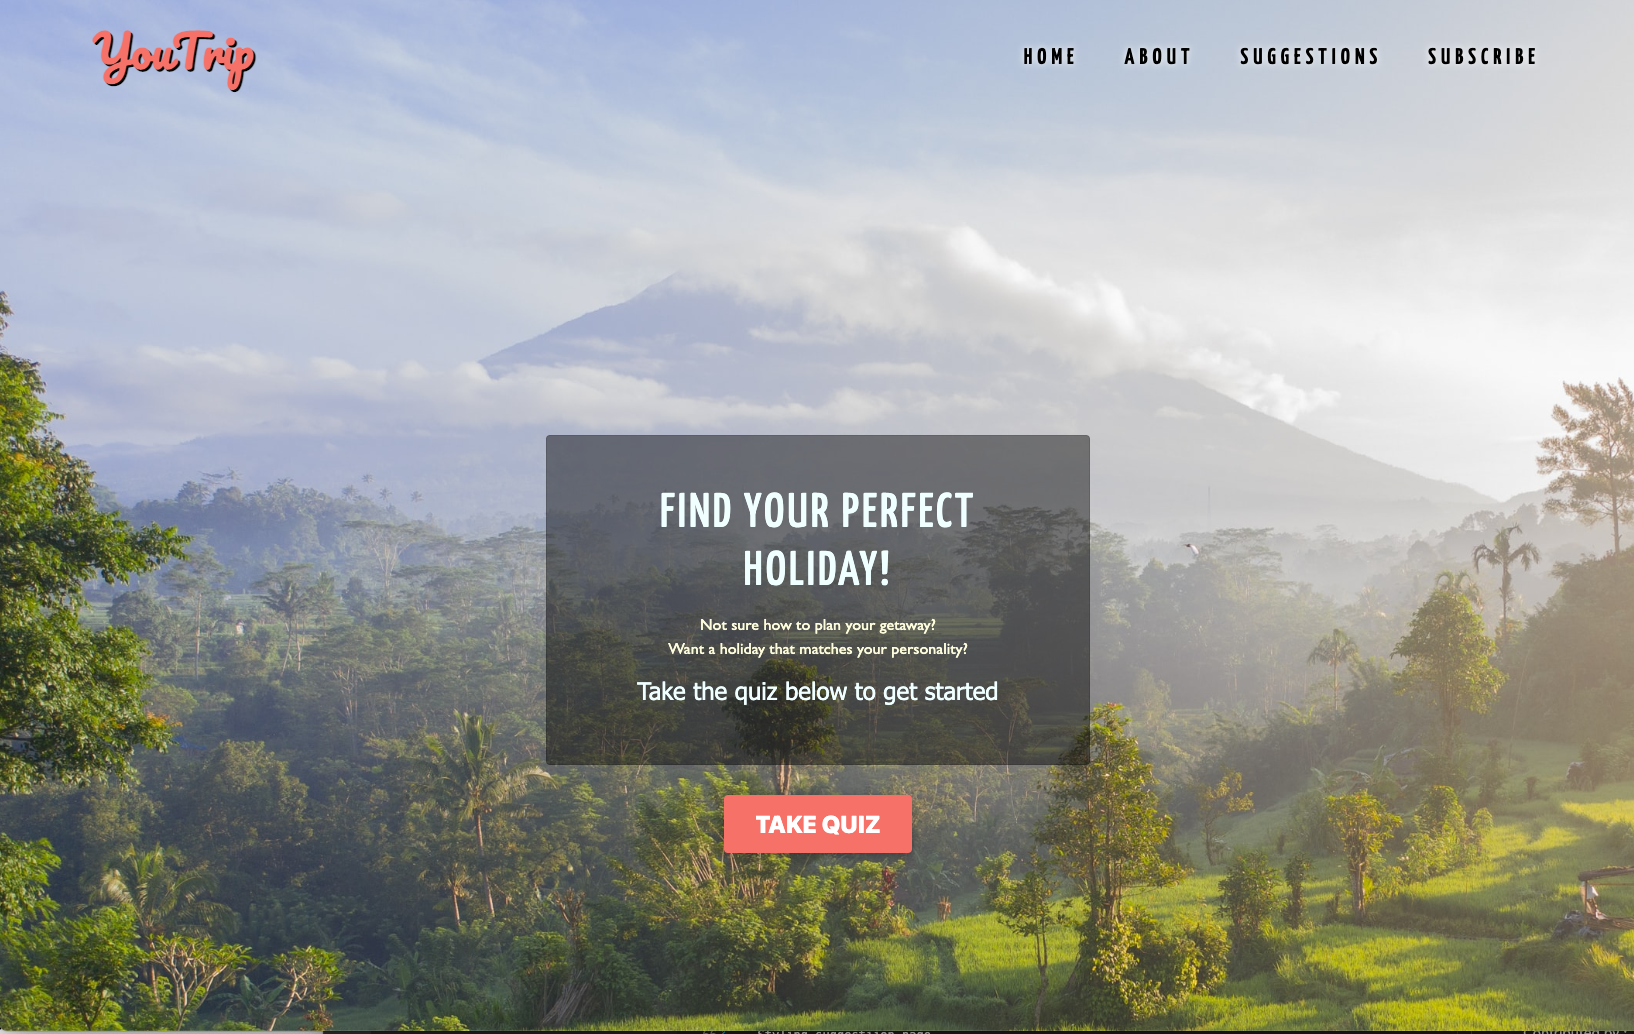 YouTrip
HOME ABOUT SUGGESTIONS SUBSCRIBE
FIND YOUR PERFECT
HOLIDAY!
Not sure how to plan your getaway?
Want a holiday that matches your personality?
Take the quiz below to get started
TAKE QUIZ